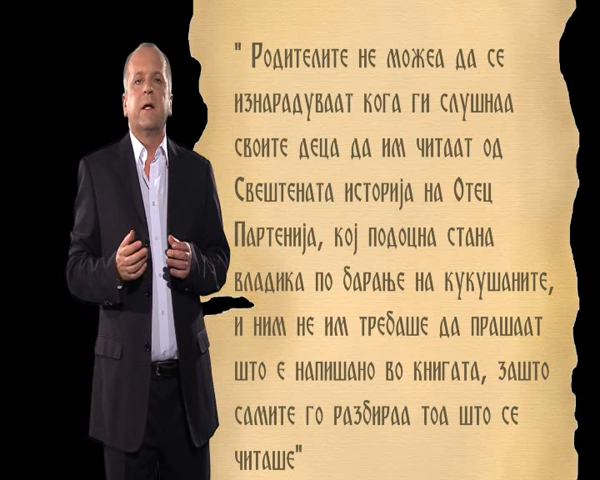 " Родителите не можеа да се
изнарадуваат кога ги слушнаа
своите деца да им читаат од
Свештената историја на Отец
Партенија, кој подоцна стана
владика по барање на кукушаните,
и ним не им требаше да прашаат
што е напишано во книгата, зашто
самите го разбираа тоа што се
читаше"